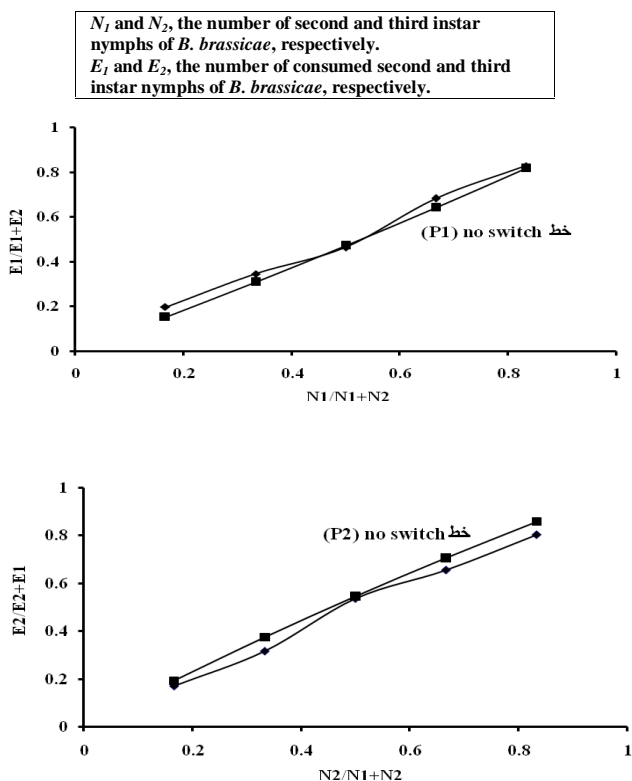 N1 and N2, the number of second and third instar
nymphs of B. brassicae, respectively.
E1 and E2, the number of consumed second and third
instar nymphs of B. brassicae, respectively.
1
0.8
0.6
0.4
0.2
0
E1/E1+E2
(P1) no switch خط
0 0.2 0.4 0.6 0.8 1
N1/N1+N2
1
0.8
0.6
0.4
0.2
0
E2/E2+E1
(P2) no switch خط
0 0.2 0.4 0.6 0.8 1
N2/N1+N2